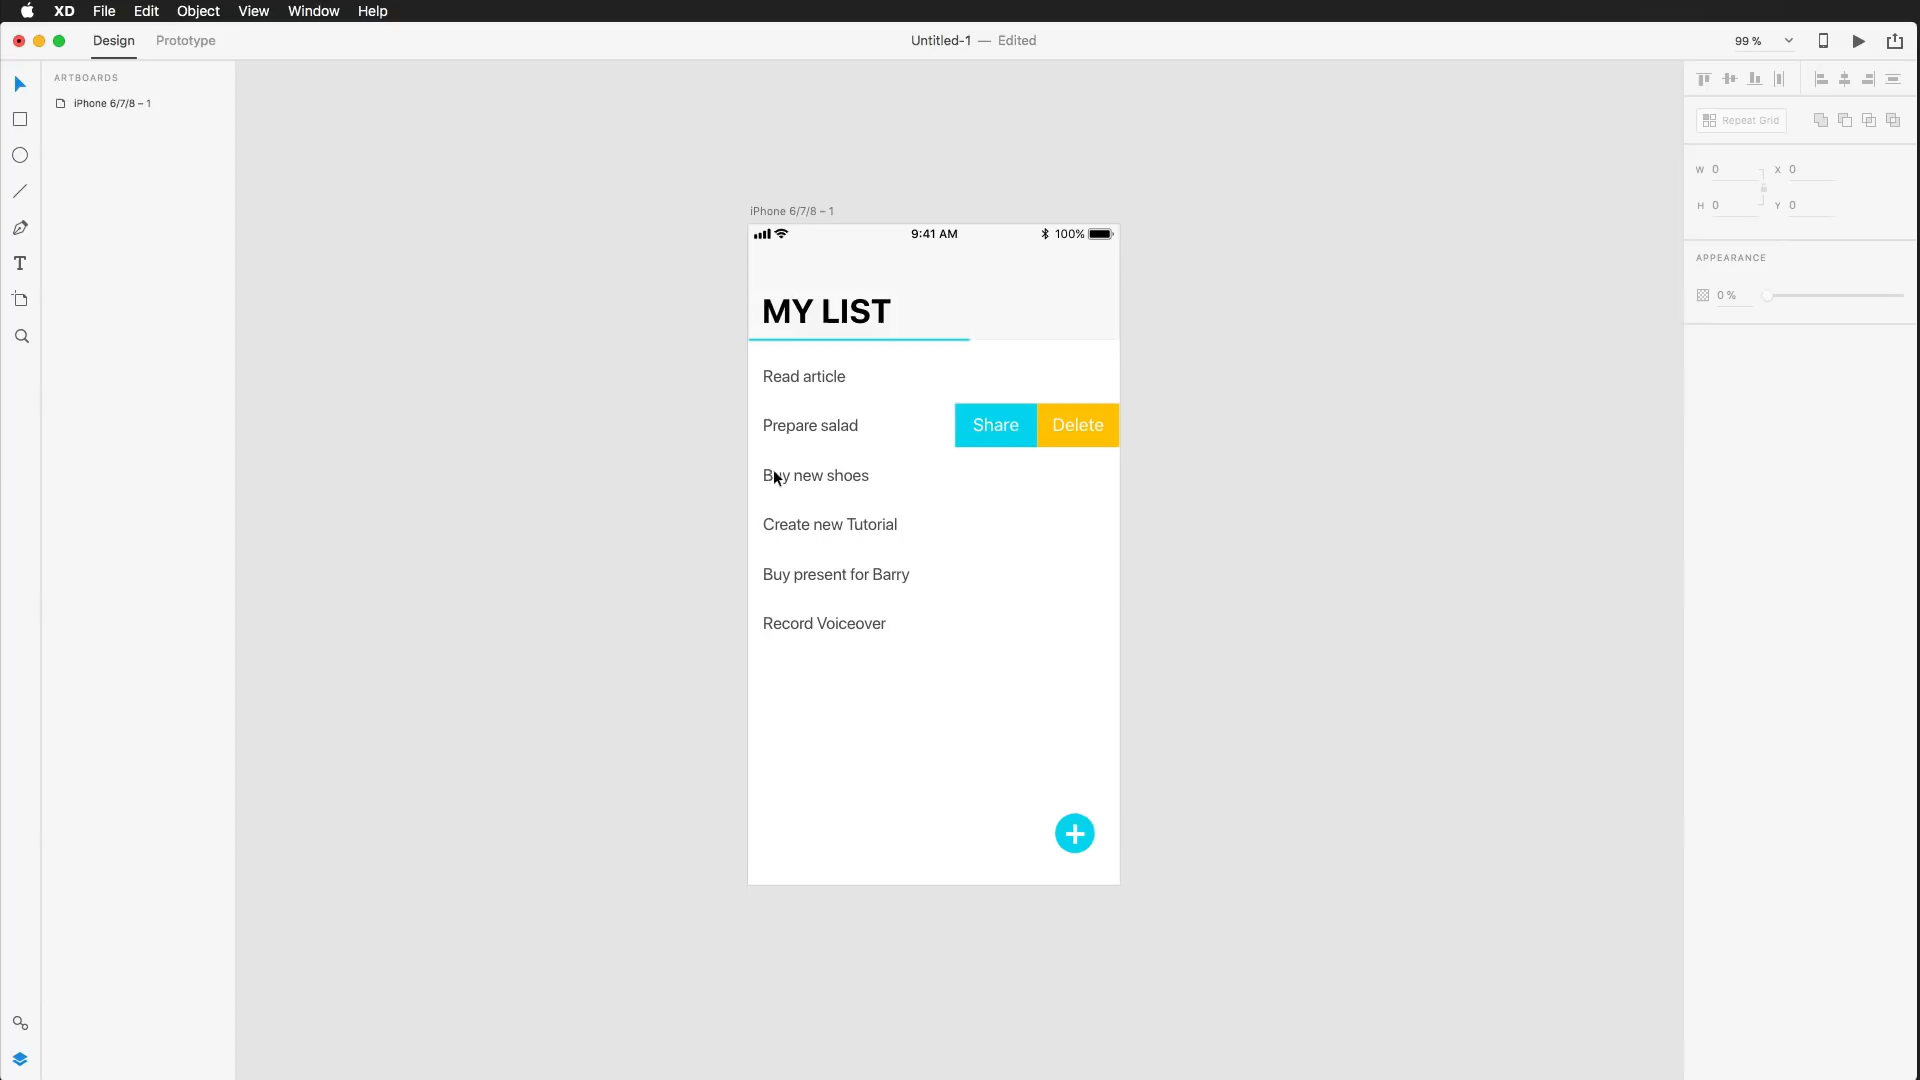 XD File Edit Object View Window Help
Design Prototype Untitled-1 — Edited 99 %
ARTBOARDS
iPhone 6/7/8 – 1
Repeat Grid
W 0 X 0
H 0 Y 0
APPEARANCE
0 %
iPhone 6/7/8 – 1
9:41 AM 100%
MY LIST
Read article
Prepare salad Share Delete
Buy new shoes
Create new Tutorial
Buy present for Barry
Record Voiceover